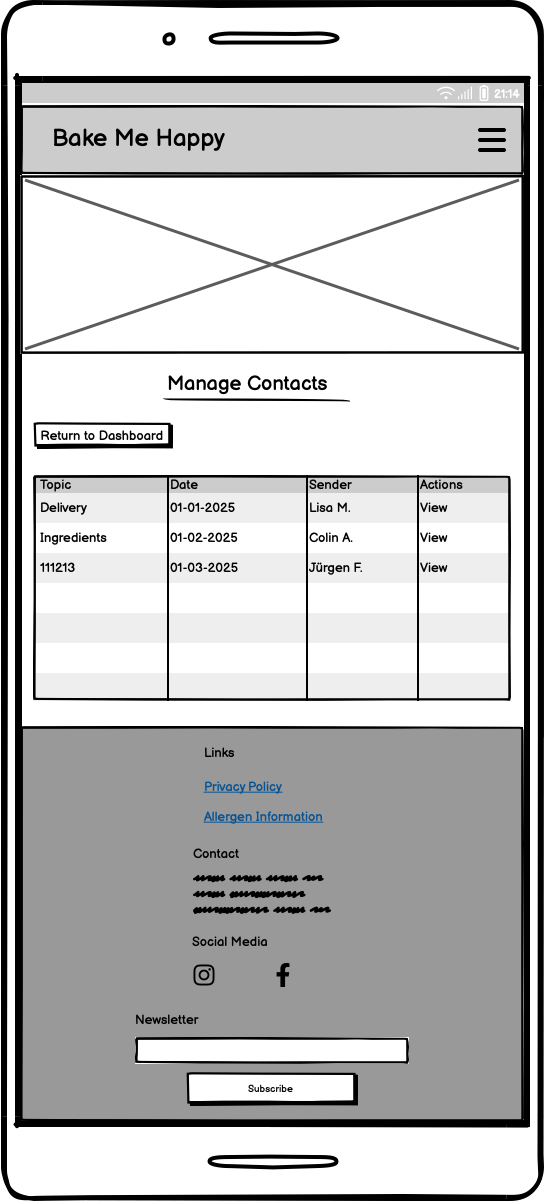 21:14
Bake Me Happy
Manage Contacts
Return to Dashboard
Topic Date Sender Actions
Delivery 01-01-2025 Lisa M. View
Ingredients 01-02-2025 Colin A. View
111213 01-03-2025 Jürgen F. View
Links
Privacy Policy
Allergen Information
Contact
Social Media
Newsletter
Subscribe